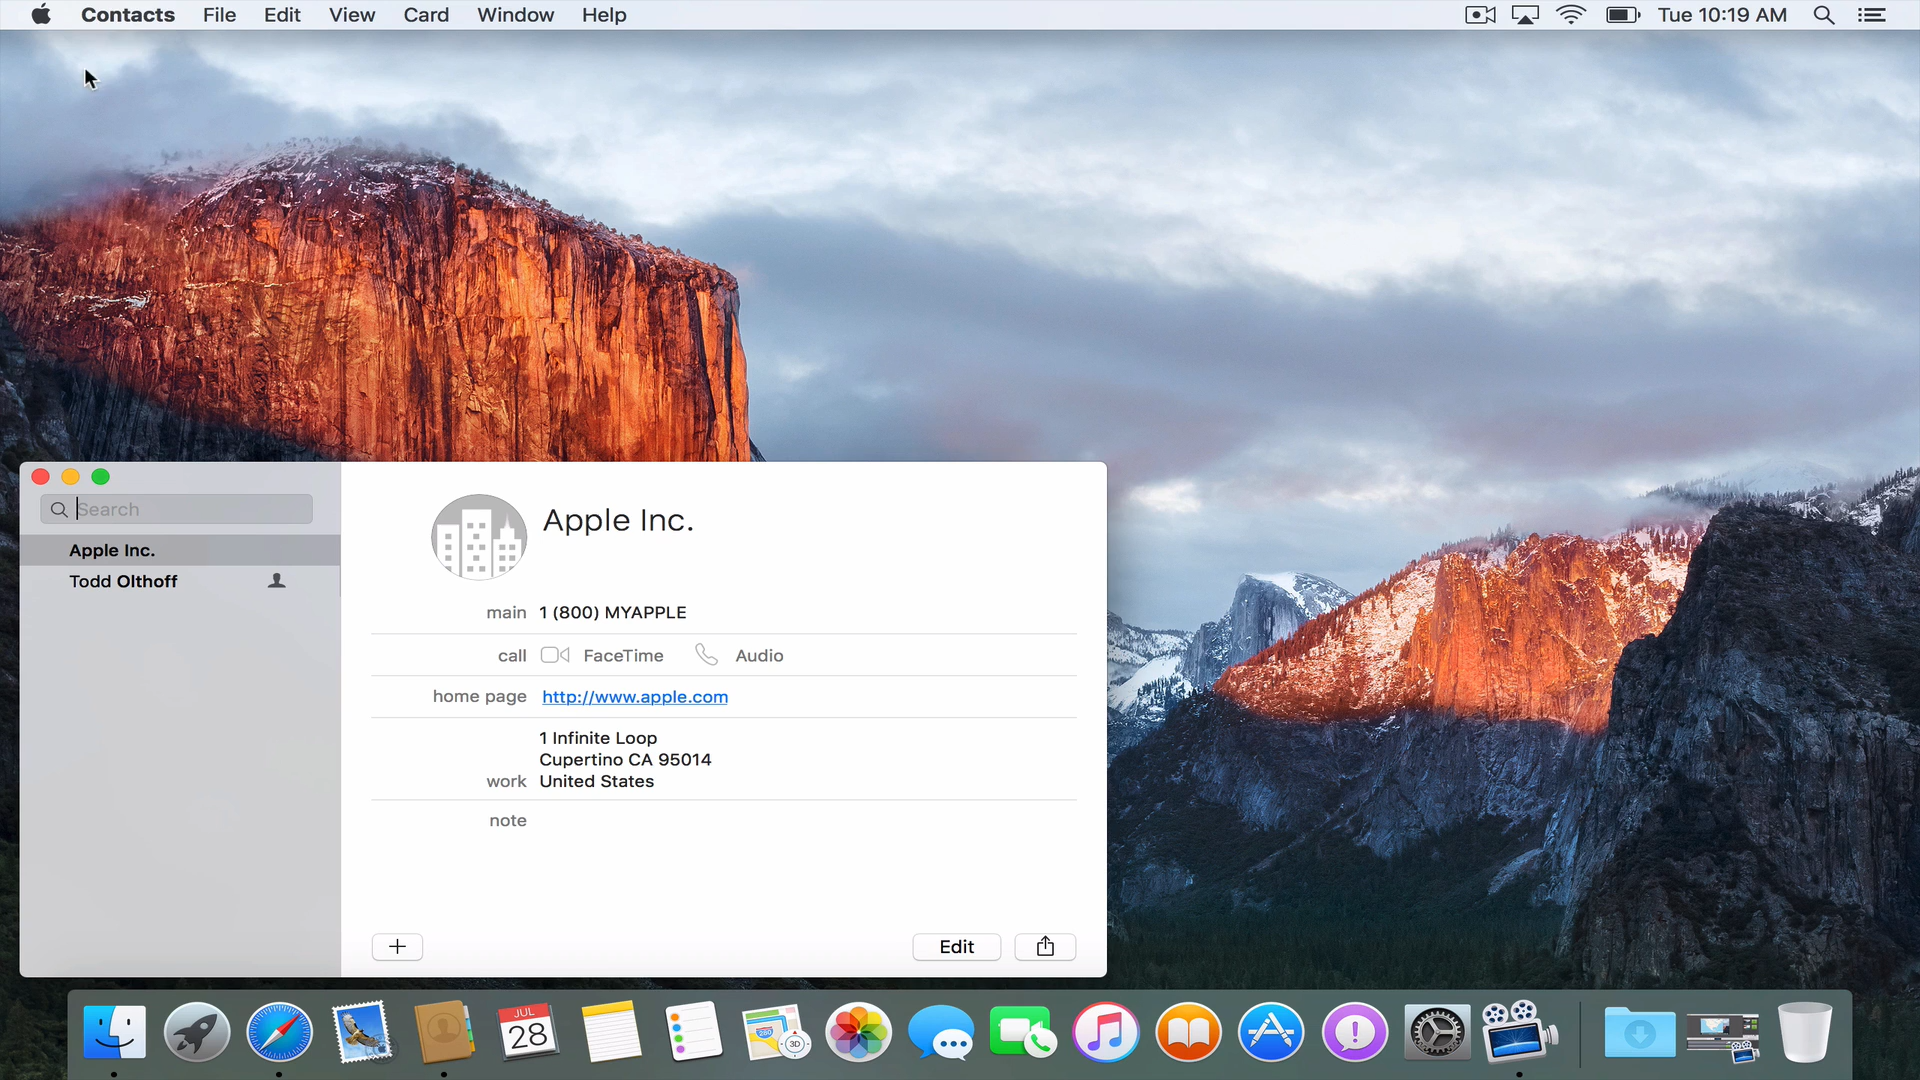 Contacts File Edit View Card Window Help Tue 10:19 AM
Search
Apple Inc.
Todd Olthoff
Apple Inc.
main 1 (800) MYAPPLE
call FaceTime Audio
home page http://www.apple.com
1 Infinite Loop
Cupertino CA 95014
work United States
note
+ Edit
JUL
28
280
3D